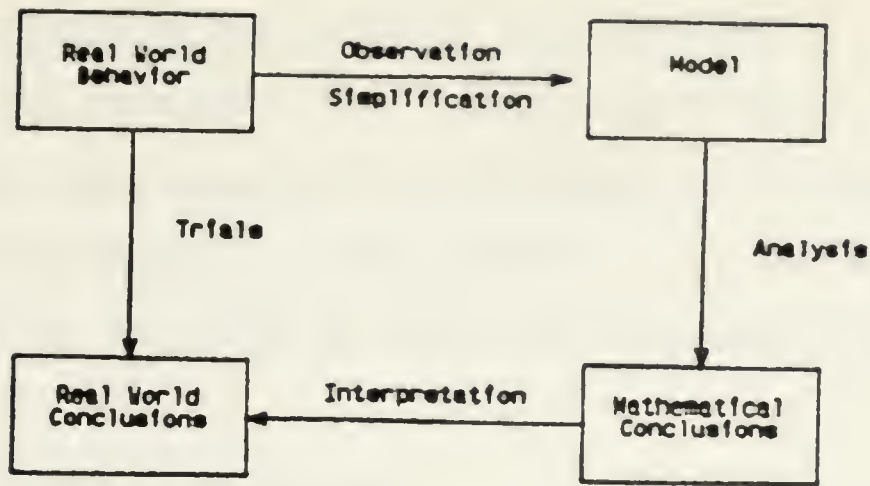 Real World
Behavior
Observation
Simplification
Model
Trials
Analysis
Real World
Conclusions
Interpretation
Mathematical
Conclusions